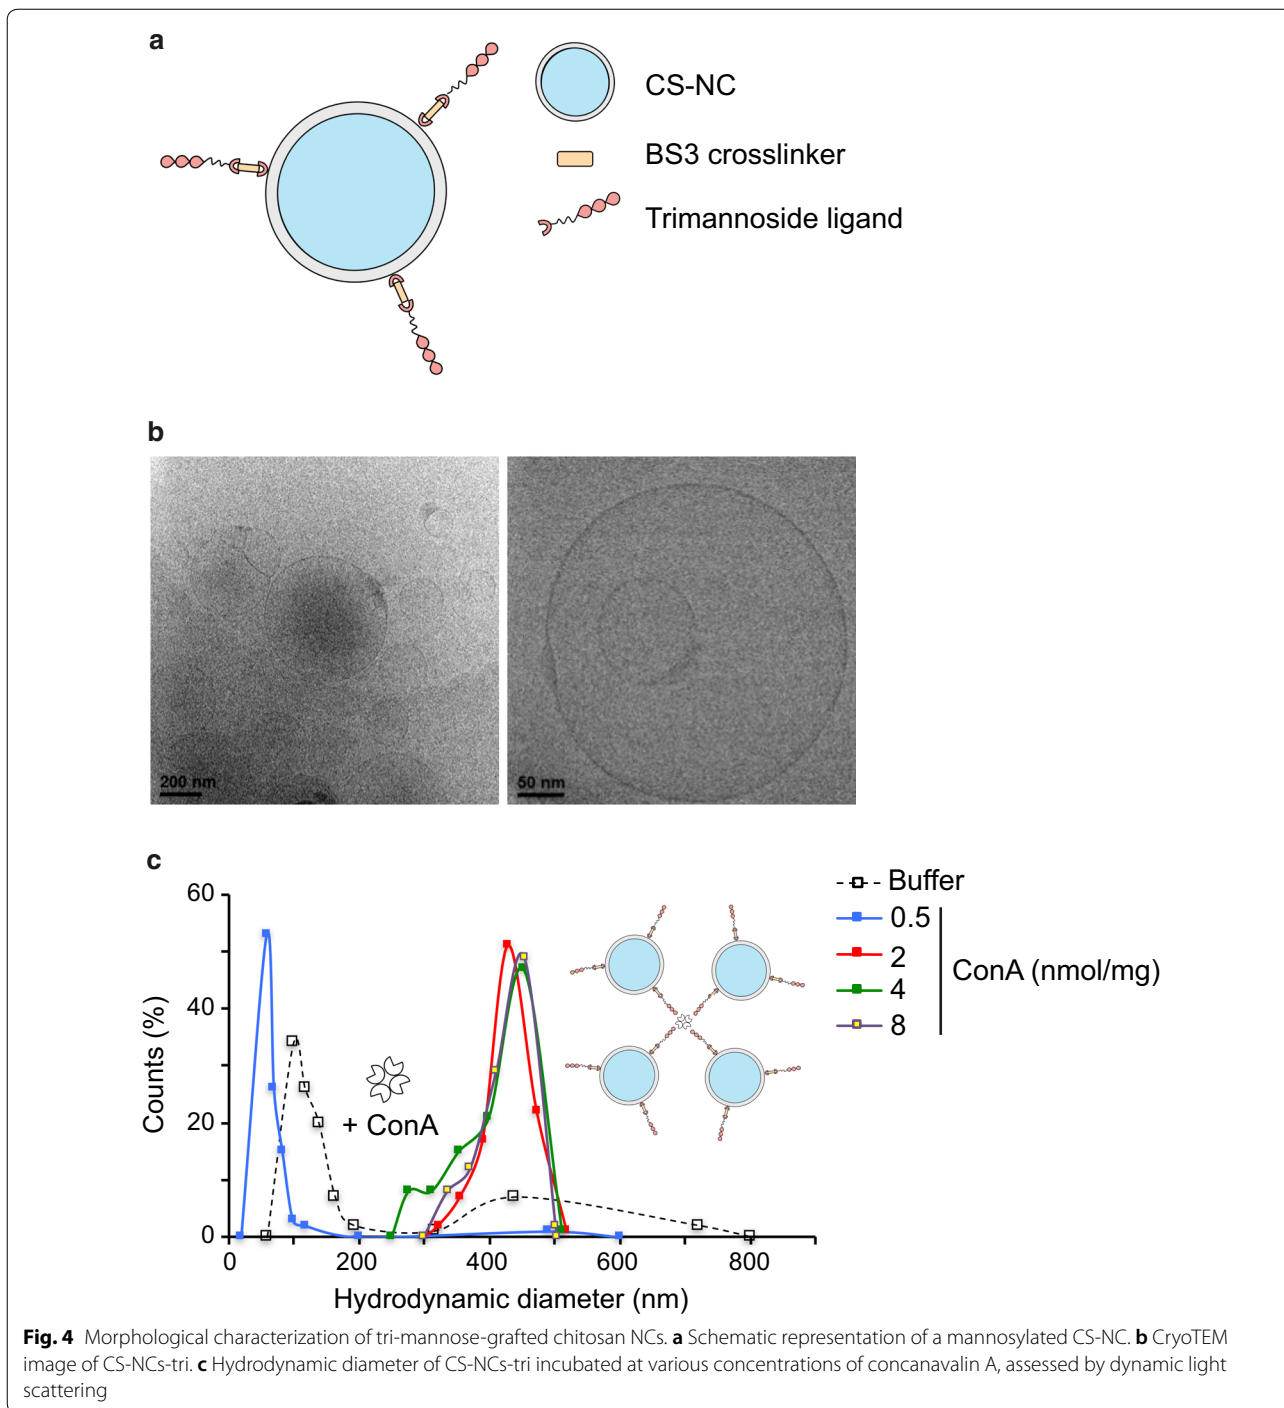 a
CS-NC
BS3 crosslinker
Trimannoside ligand
b
200 nm
50 nm
c
60
40
20
0
Counts (%)
0 200 400 600 800
Hydrodynamic diameter (nm)
+ ConA
Buffer
0.5
2
4
8
ConA (nmol/mg)
Fig. 4 Morphological characterization of tri-mannose-grafted chitosan NCs. a Schematic representation of a mannosylated CS-NC. b CryoTEM
image of CS-NCs-tri. c Hydrodynamic diameter of CS-NCs-tri incubated at various concentrations of concanavalin A, assessed by dynamic light
scattering